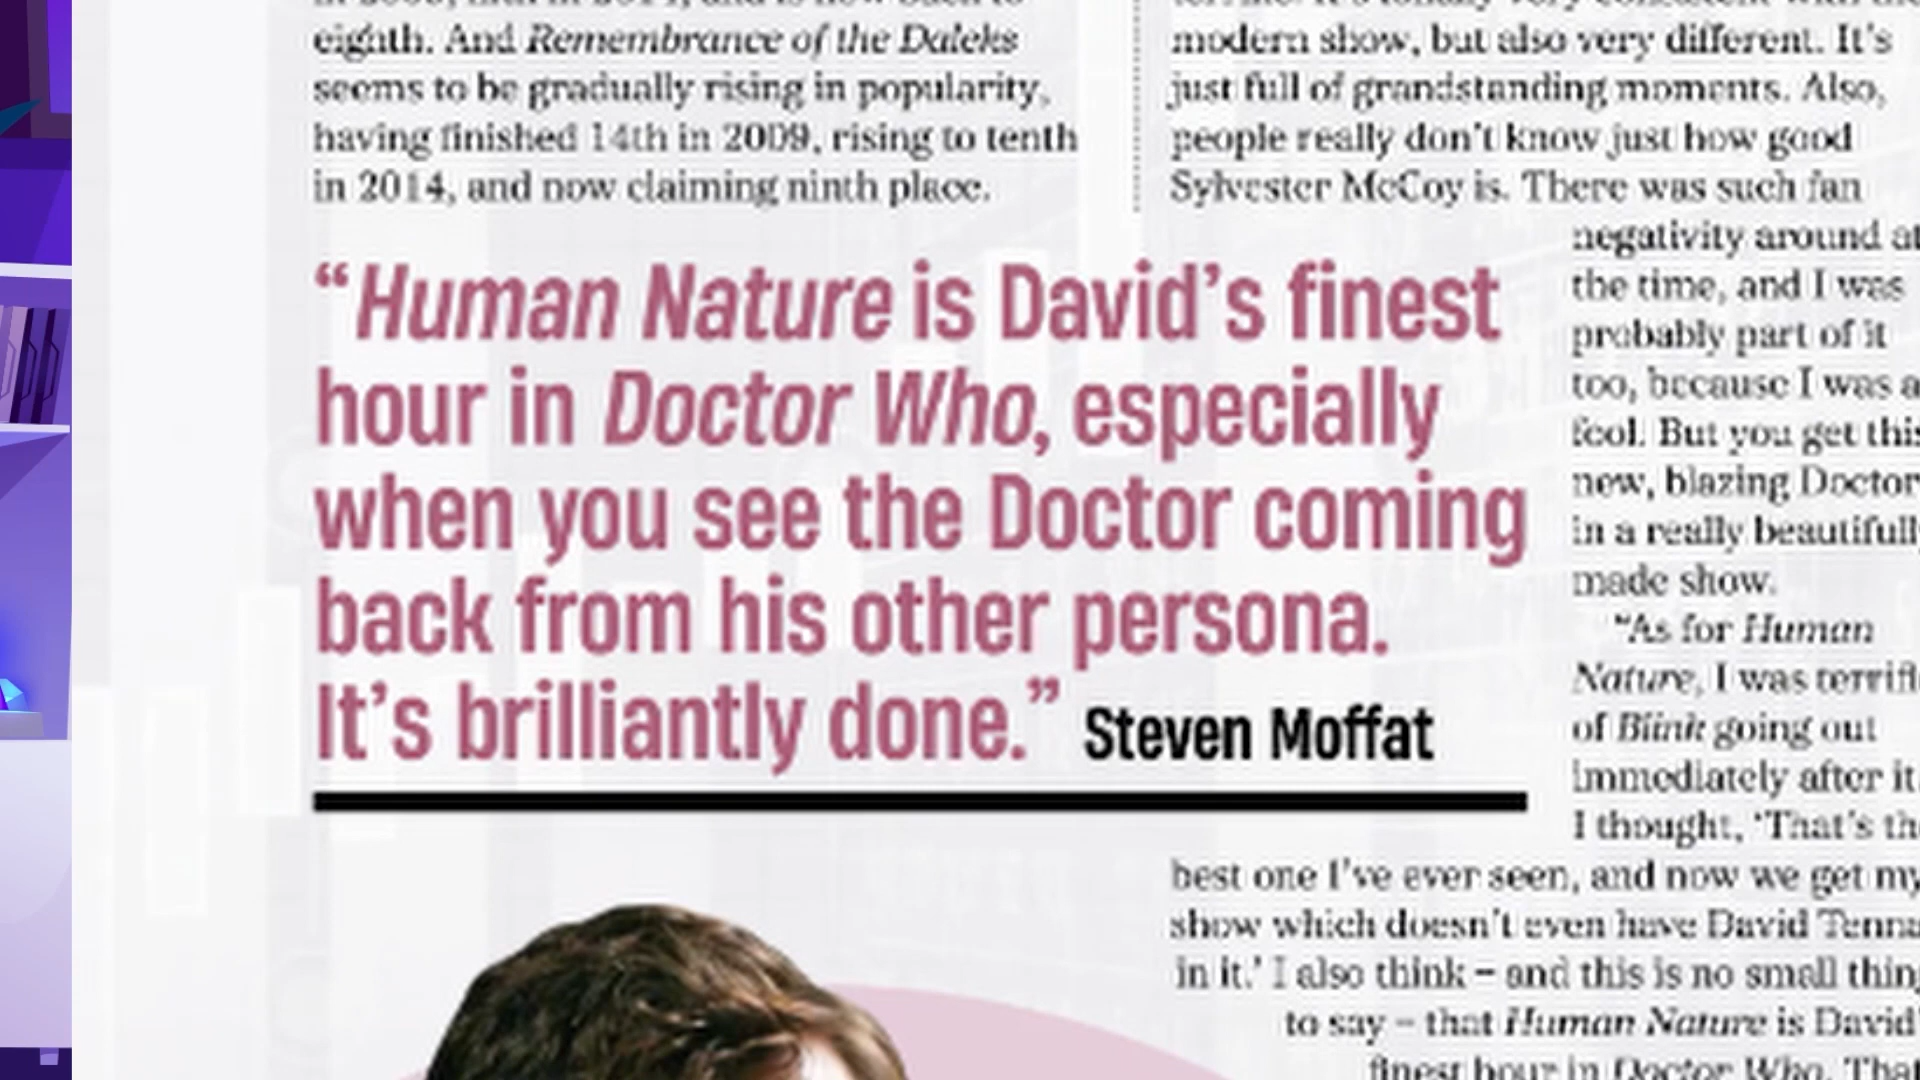 eighth. And Remembrance of the Daleks
seems to be gradually rising in popularity,
having finished 14th in 2009, rising to tenth
in 2014, and now claiming ninth place.
“Human Nature is David’s finest
hour in Doctor Who, especially
when you see the Doctor coming
back from his other persona.
It’s brilliantly done.” Steven Moffat
modern show, but also very different. It’s
just full of grandstanding moments. Also,
people really don’t know just how good
Sylvester McCoy is. There was such fan
negativity around at
the time, and I was
probably part of it
too, because I was a
fool. But you get this
new, blazing Doctor
in a really beautifully
made show.
“As for Human
Nature, I was
of Blink going out
immediately after it.
I thought, ‘That’s
best one I’ve ever seen, and now we get my
show which doesn’t even have David
in it.’ I also think – and this is no small
to say – that Human Nature is David’
finest hour in Doctor Who. That